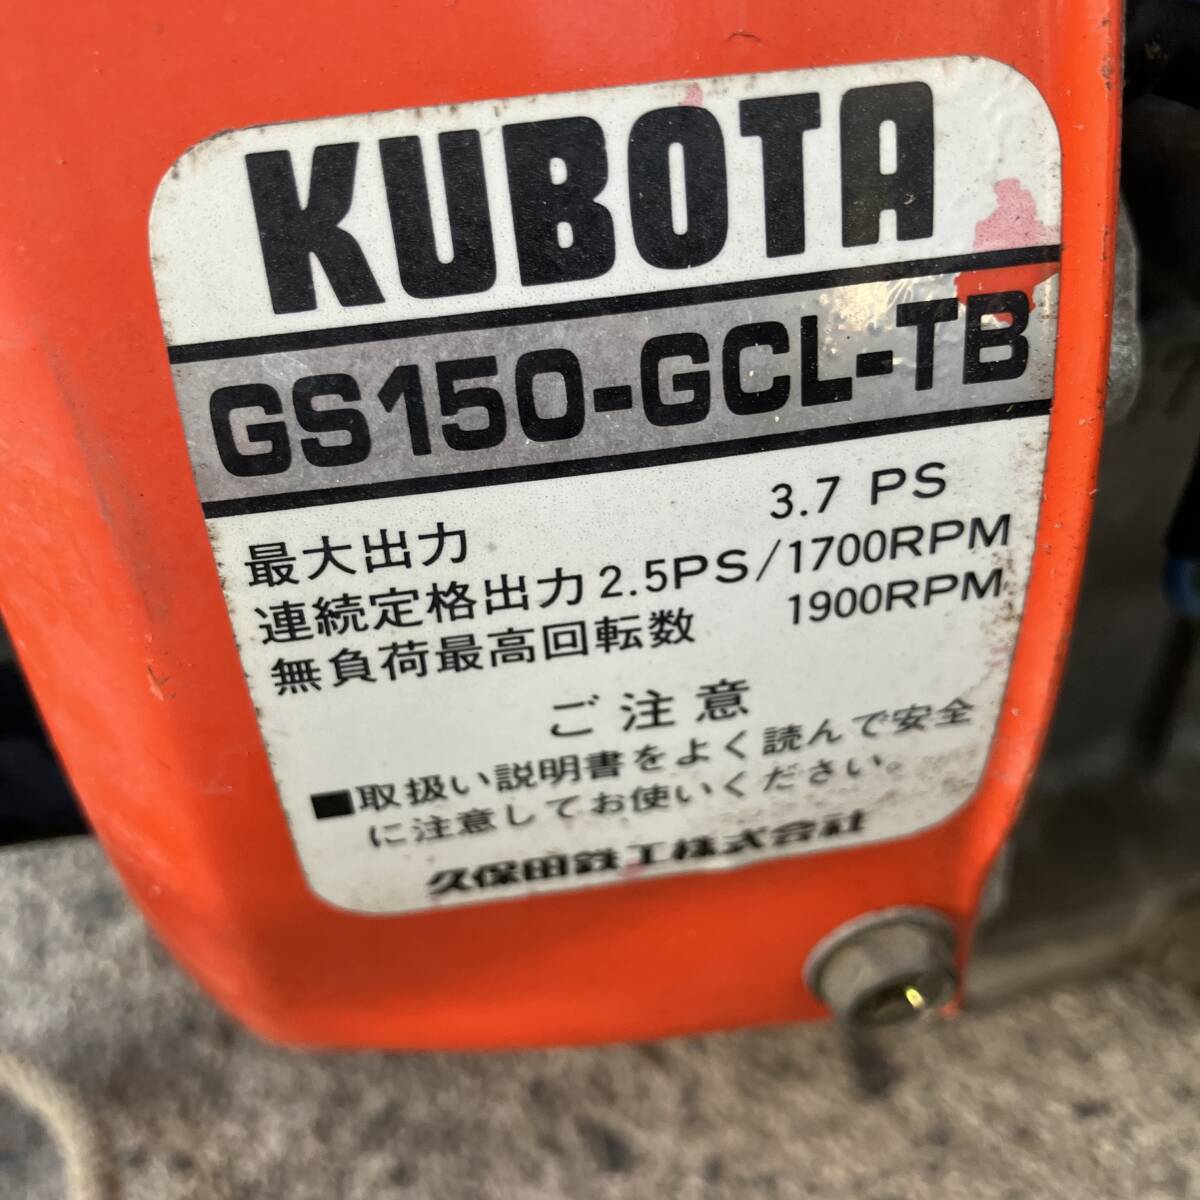 KUBOTA
GS150-GCL-TB
最大出力 3.7 PS
連続定格出力 2.5PS/1700RPM
無負荷最高回転数 1900RPM
ご注意
■取扱い説明書をよく読んで安全
に注意してお使いください。
久保田鉄工株式会社